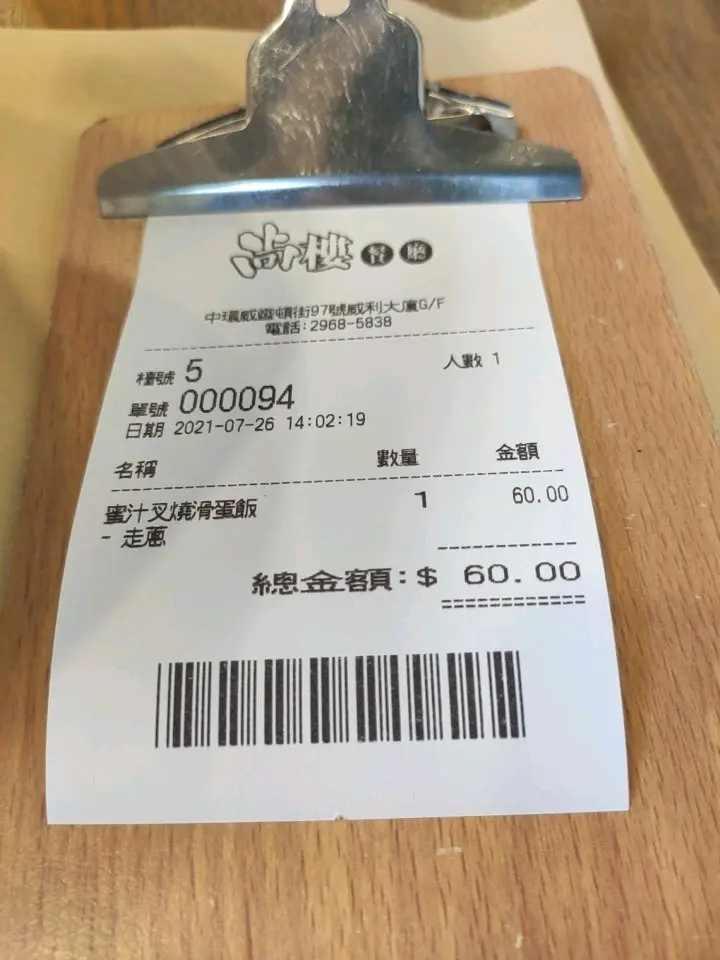 尚樓餐廳
中環威靈頓街97號威利大廈G/F
電話:2968-5838
檯號 5 人數 1
單號 000094
日期 2021-07-26 14:02:19
名稱 數量 金額
蜜汁叉燒滑蛋飯 1 60.00
- 走蔥
總金額:$ 60.00